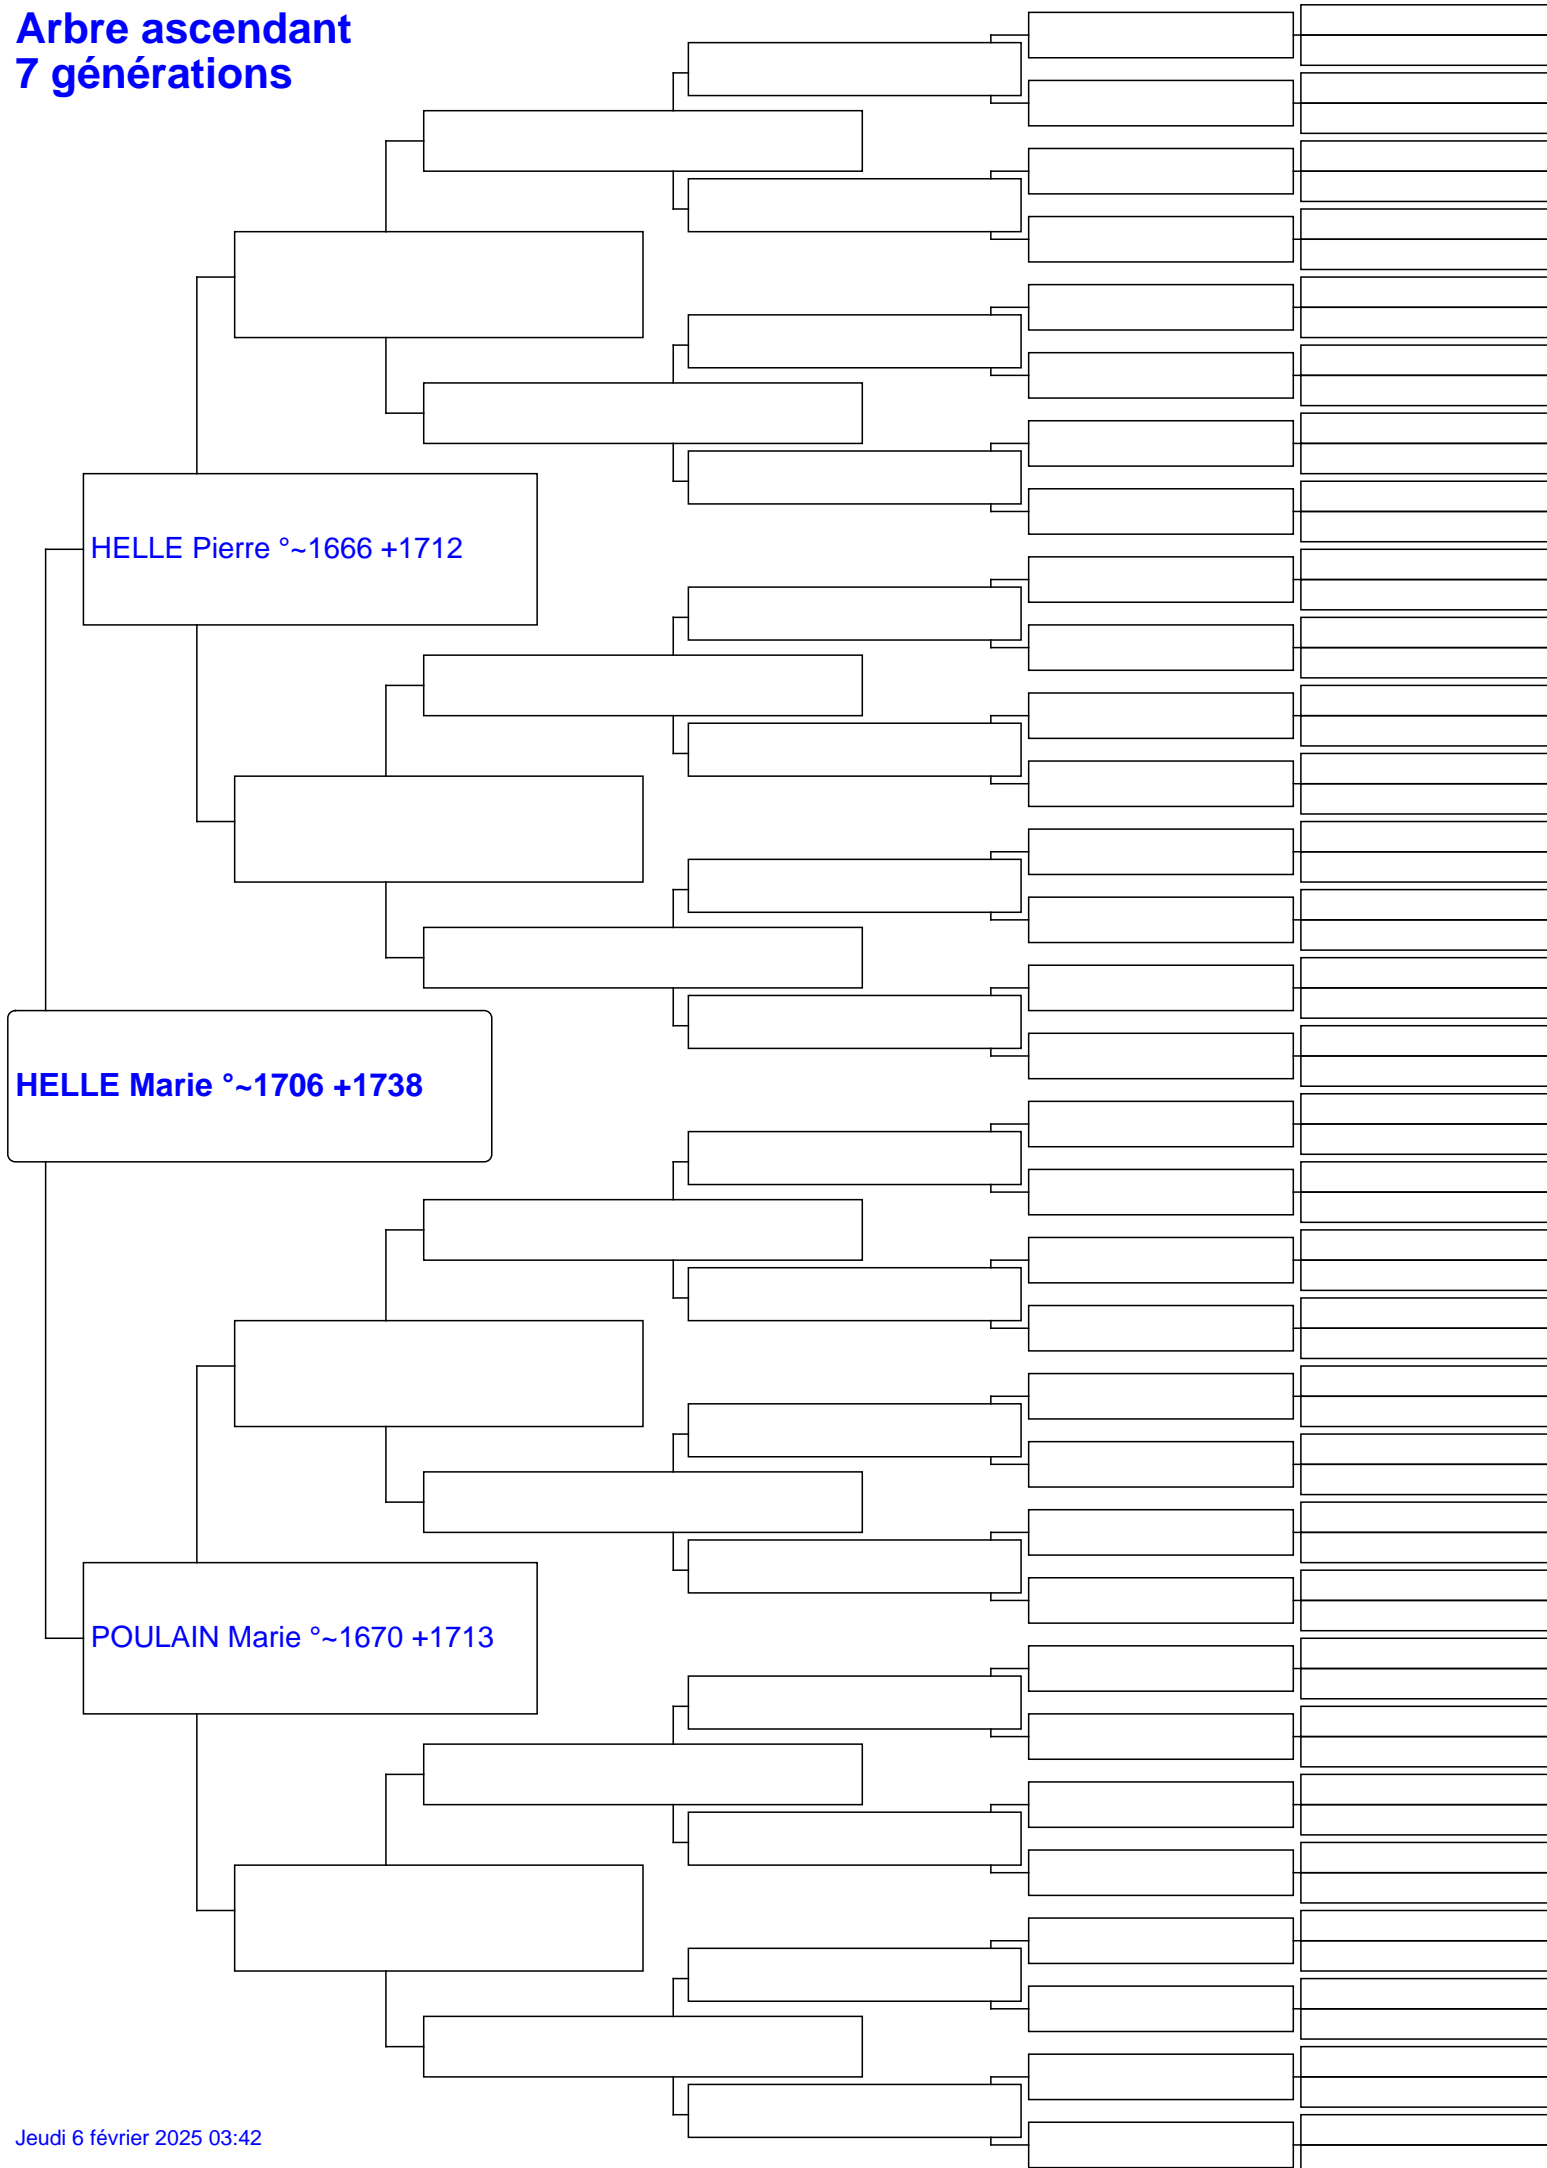 Arbre ascendant
7 générations
HELLE Pierre °~1666 +1712
HELLE Marie °~1706 +1738
POULAIN Marie °~1670 +1713
Jeudi 6 février 2025 03:42